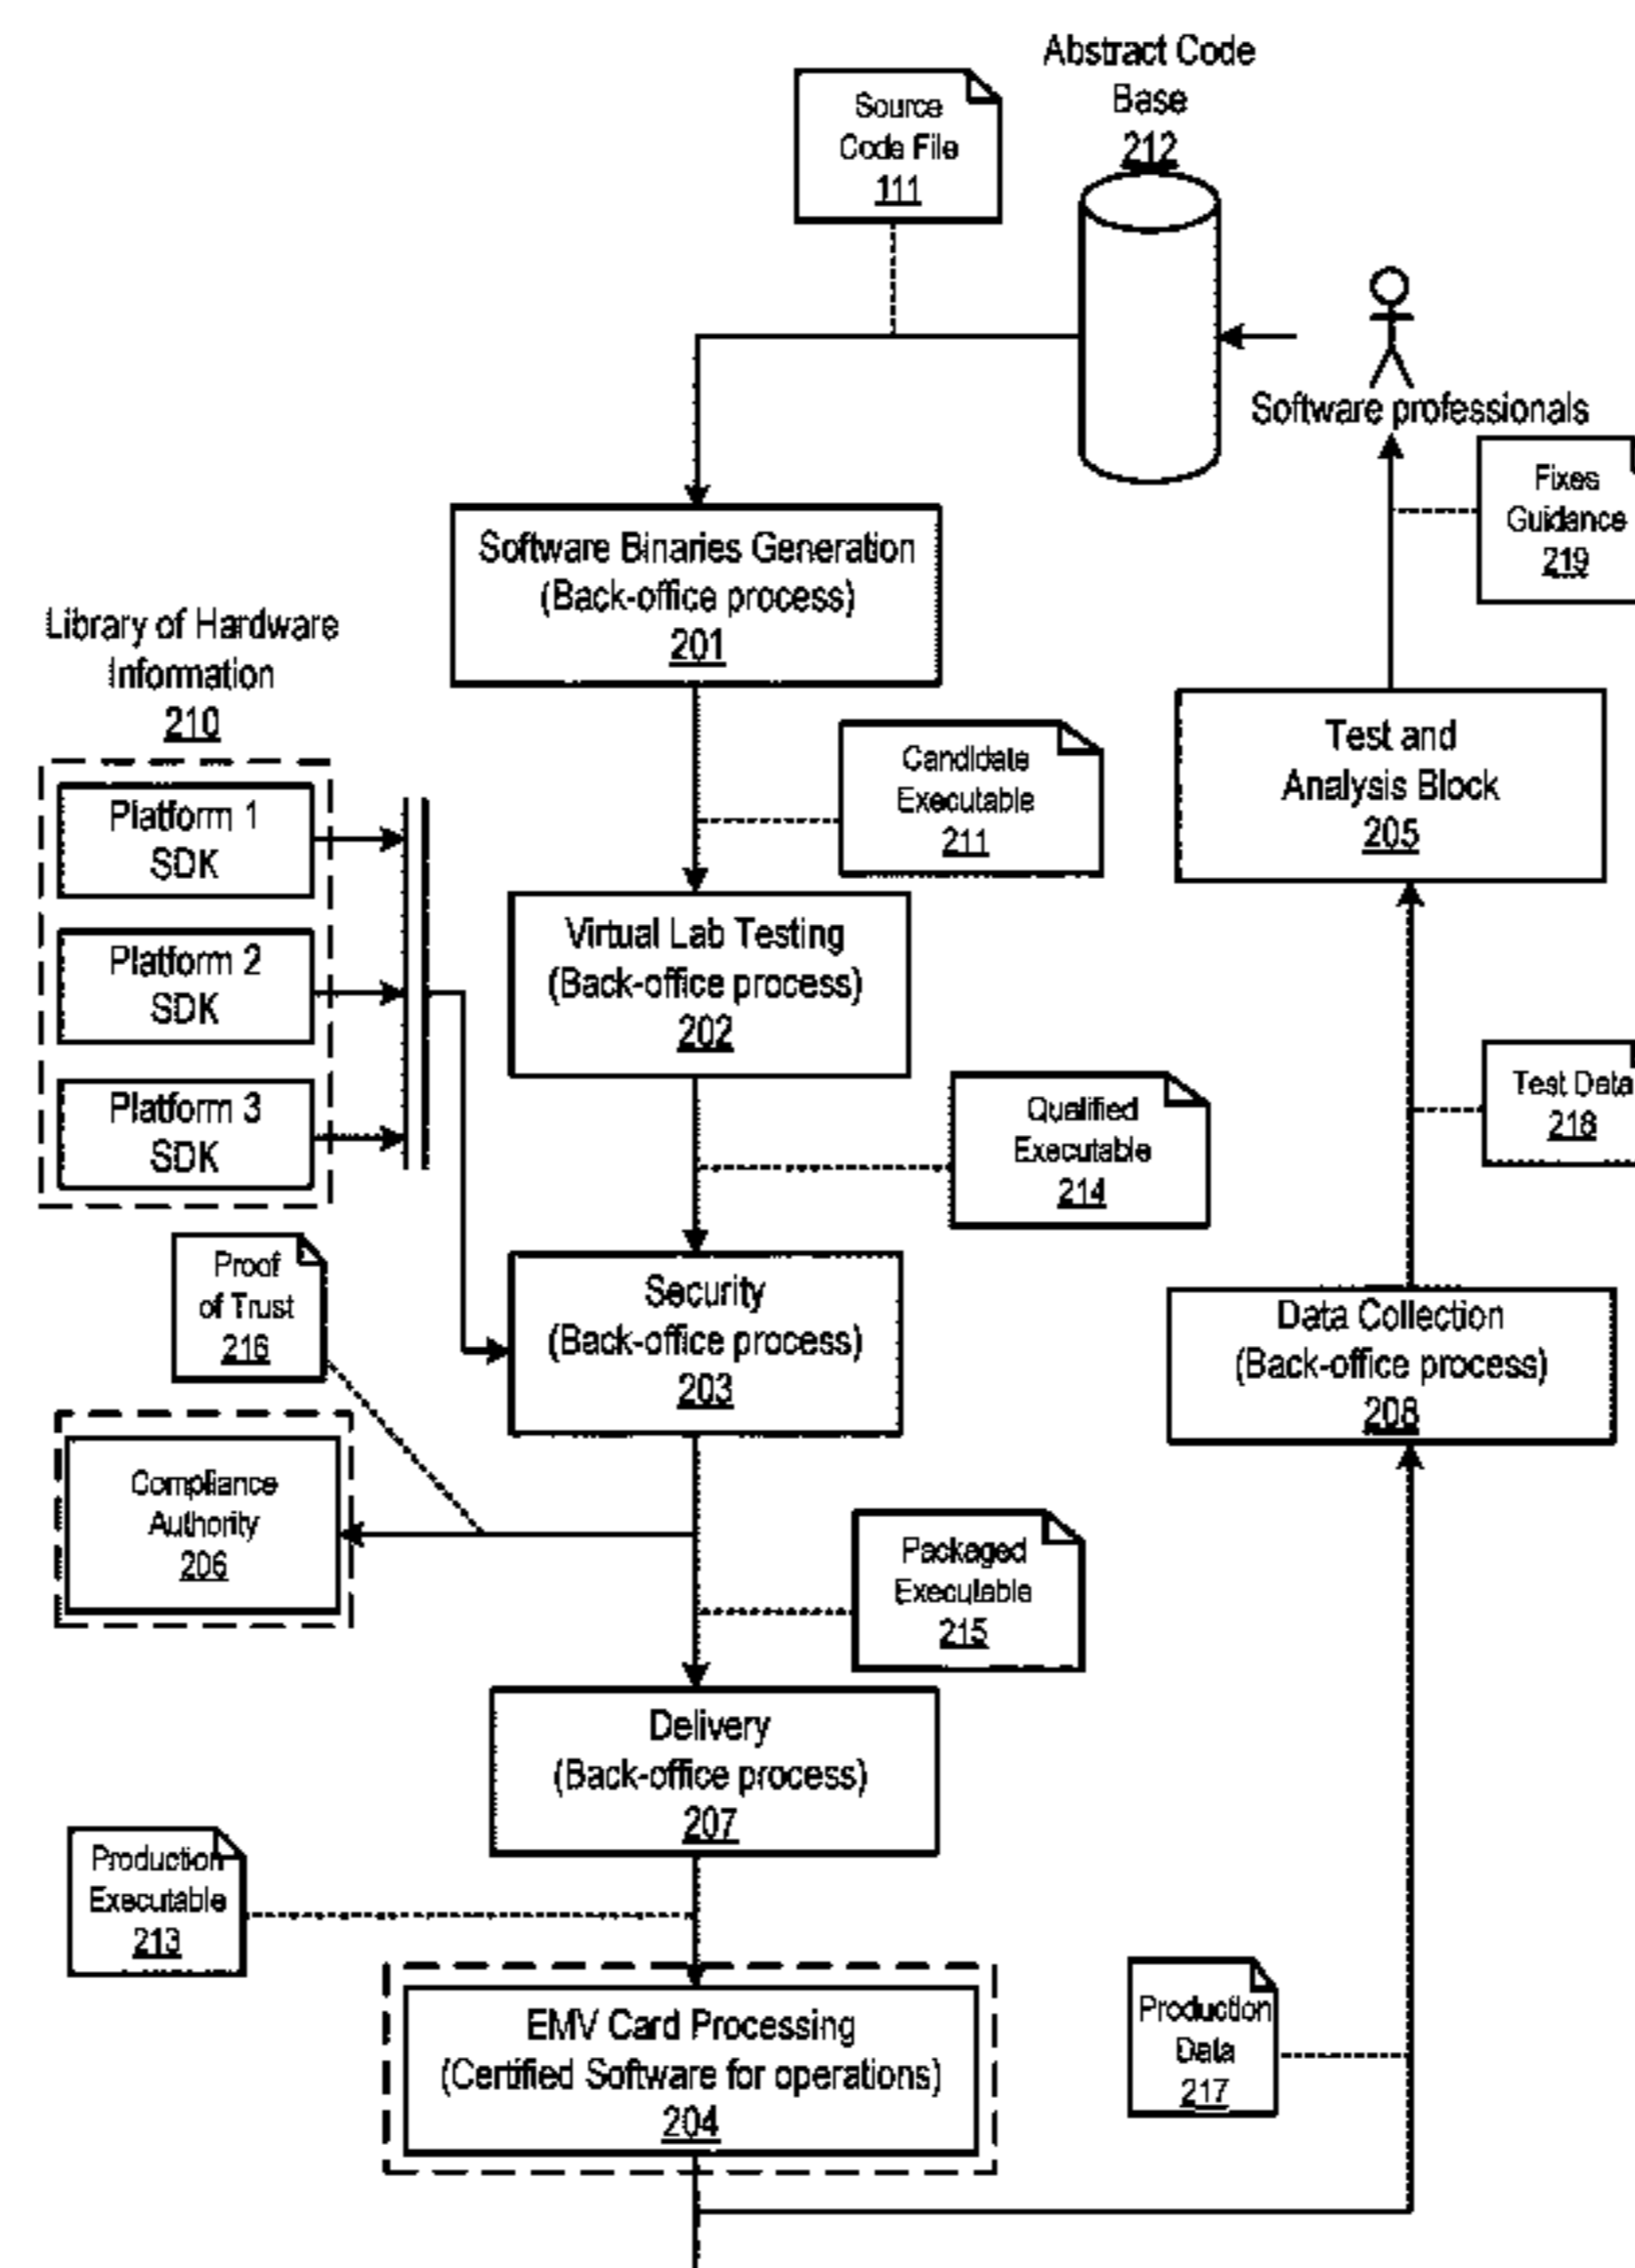 Abstract Code
Base
212
Source
Code File
111
Software professionals
Fixes
Guidance
219
Software Binaries Generation
(Back-office process)
201
Library of Hardware
Information
210
Platform 1
SDK
Platform 2
SDK
Platform 3
SDK
Candidate
Executable
211
Test and
Analysis Block
205
Virtual Lab Testing
(Back-office process)
202
Qualified
Executable
214
Test Data
218
Proof
of Trust
216
Security
(Back-office process)
203
Data Collection
(Back-office process)
208
Compliance
Authority
206
Packaged
Executable
215
Delivery
(Back-office process)
207
Production
Executable
213
EMV Card Processing
(Certified Software for operations)
204
Production
Data
217